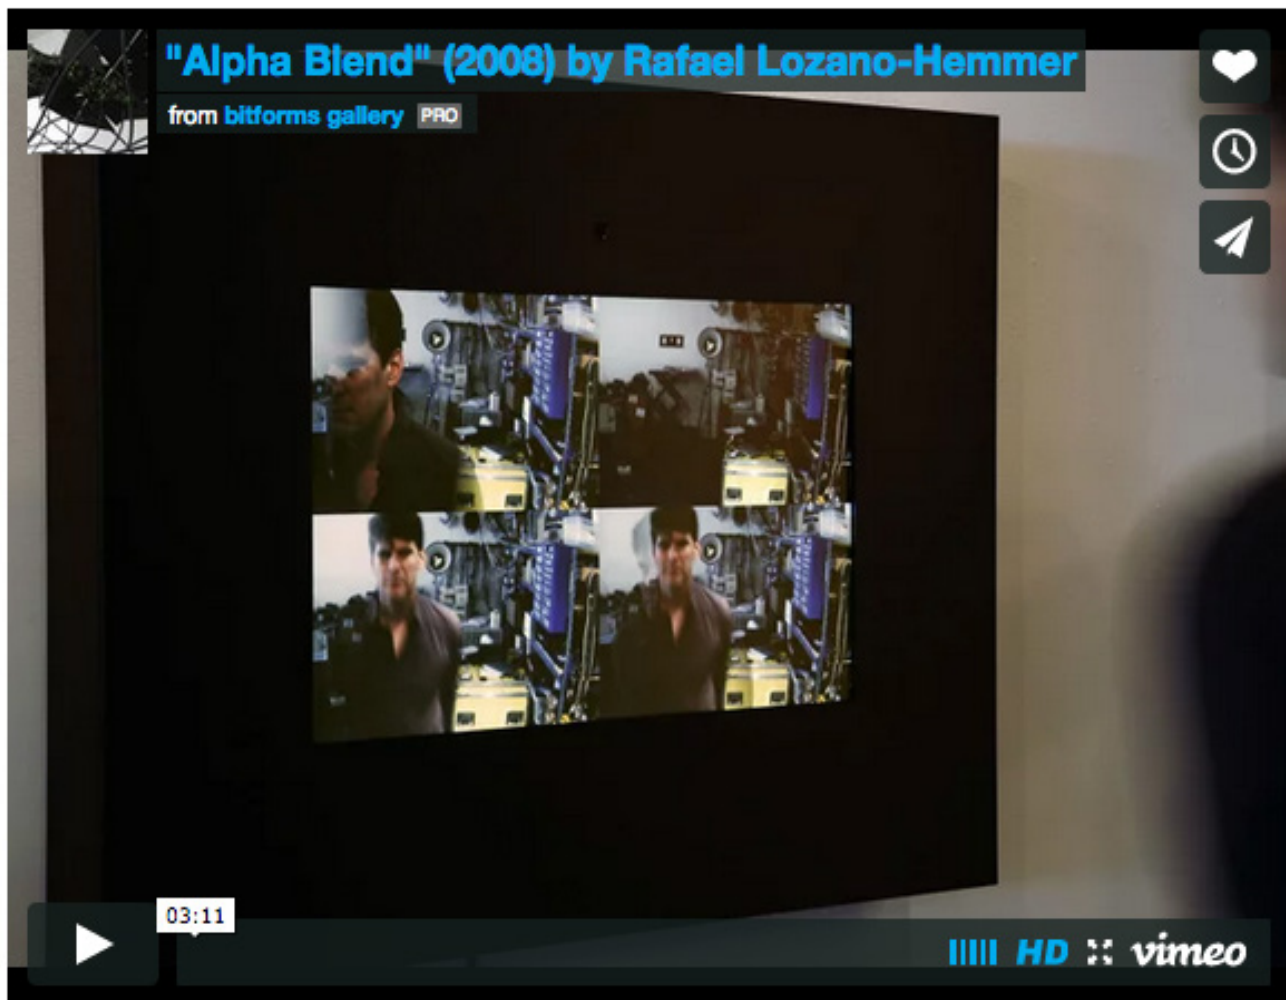 "Alpha Blend" (2008) by Rafael Lozano-Hemmer
from bitforms gallery PRO
03:11
HD vimeo